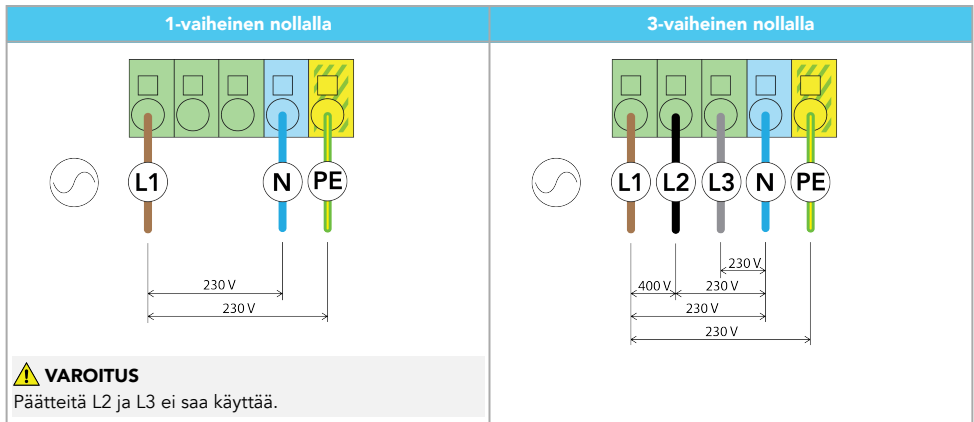 1-vaiheinen nollalla
L1 N PE
230 V
230 V
VAROITUS
Päätteitä L2 ja L3 ei saa käyttää.
3-vaiheinen nollalla
L1 L2 L3 N PE
230 V
400 V 230 V
230 V
230 V